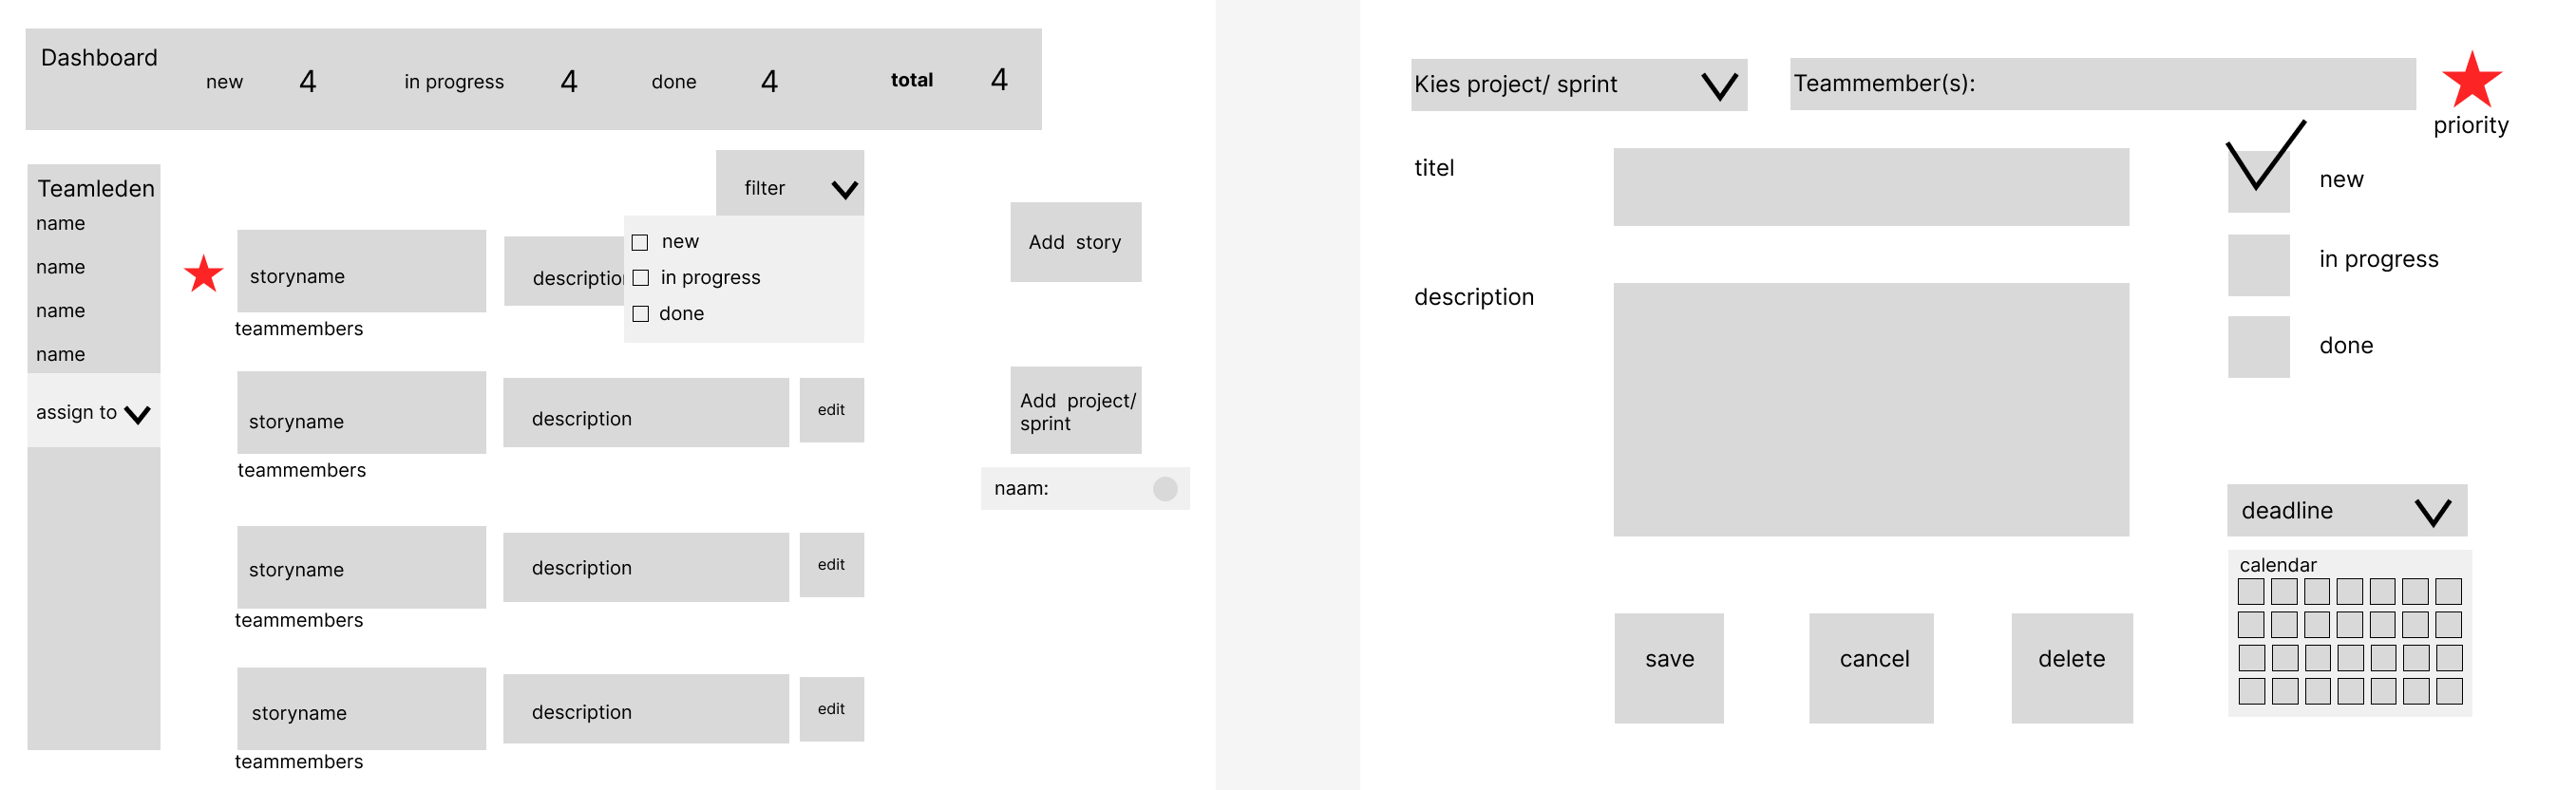 Dashboard
new 4 in progress 4 done 4 total 4
Teamleden
name
name
name
name
assign to
filter
new
in progress
done
storyname
descriptio
teammembers
storyname
description
edit
teammembers
storyname
description
edit
teammembers
storyname
description
edit
teammembers
Add story
Add project/
sprint
naam:
Kies project/ sprint
Teammember(s):
priority
titel
new
in progress
done
description
deadline
calendar
save
cancel
delete